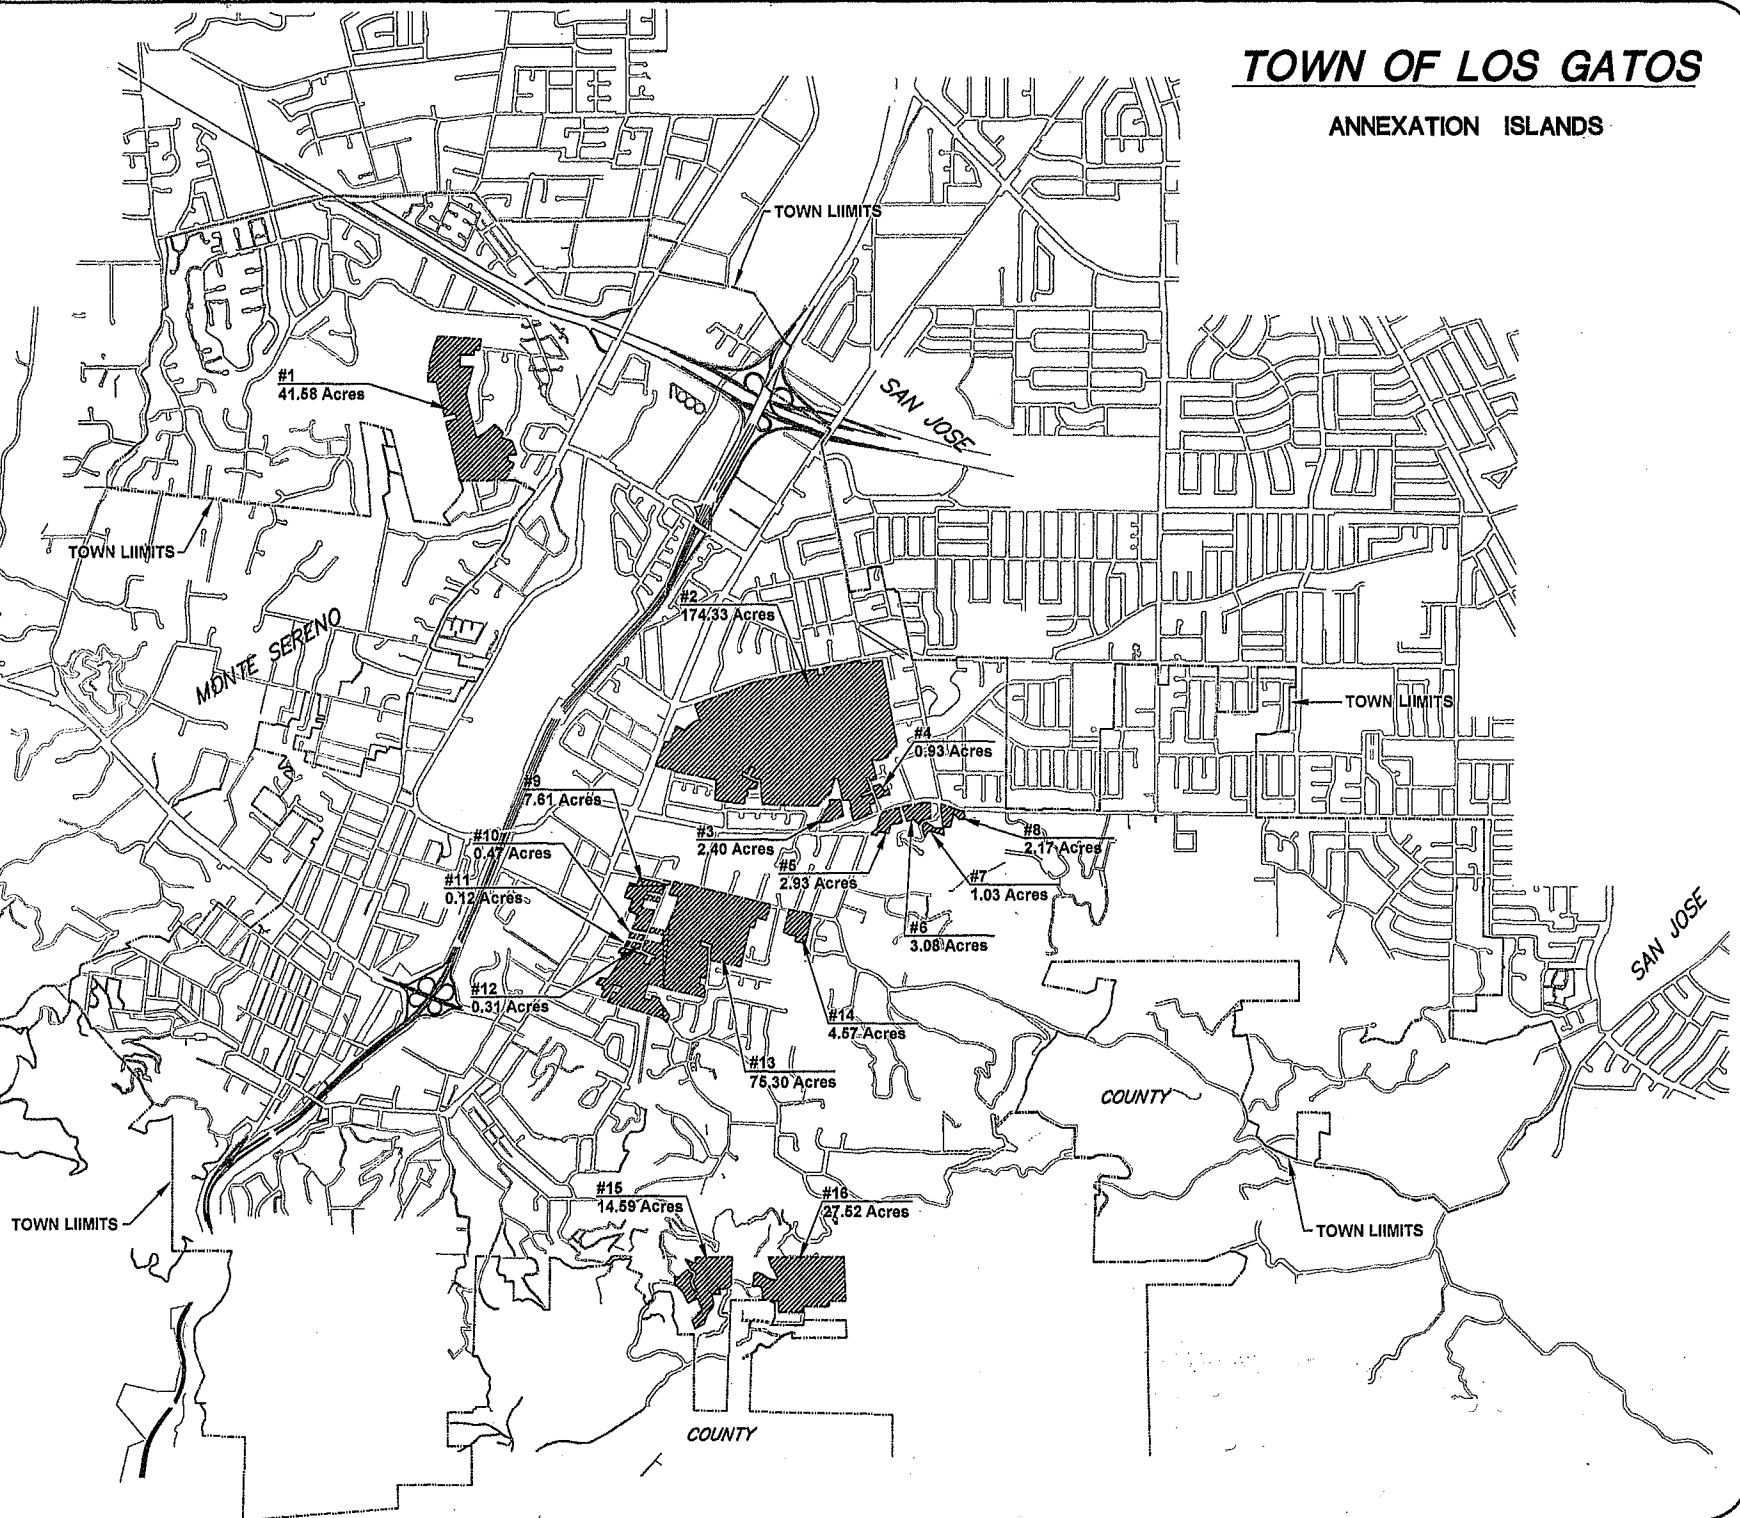 TOWN OF LOS GATOS
ANNEXATION ISLANDS
TOWN LIIMITS
#1
41.58 Acres
SAN JOSE
TOWN LIIMITS
#2
174.33 Acres
MONTE SERENO
TOWN LIIMITS
#4
0.93 Acres
#9
7.61 Acres
#3
2.40 Acres
#8
2.17 Acres
#10
0.47 Acres
#5
2.93 Acres
#7
1.03 Acres
#11
0.12 Acres
#6
3.08 Acres
SAN JOSE
#12
0.31 Acres
#14
4.57 Acres
#13
75.30 Acres
COUNTY
#15
14.59 Acres
#16
27.52 Acres
TOWN LIIMITS
TOWN LIIMITS
COUNTY